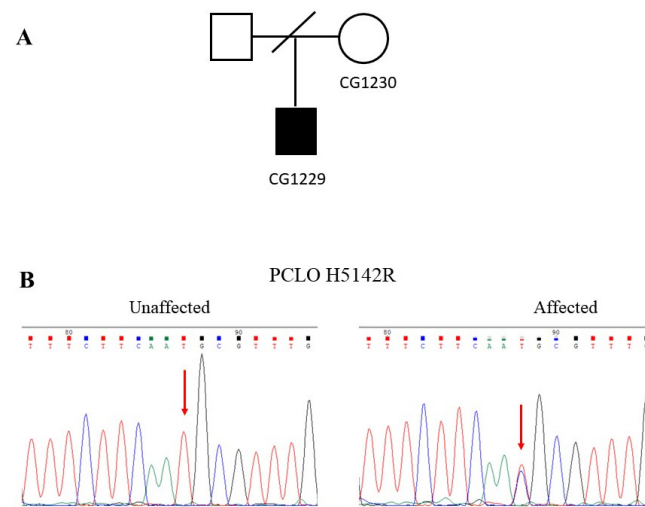 A
CG1230
CG1229
B
PCLO H5142R
Unaffected
Affected
80 90
T T T C T T C A A T G C G T T T G
80 90
T T T C T T C A A T G C G T T T